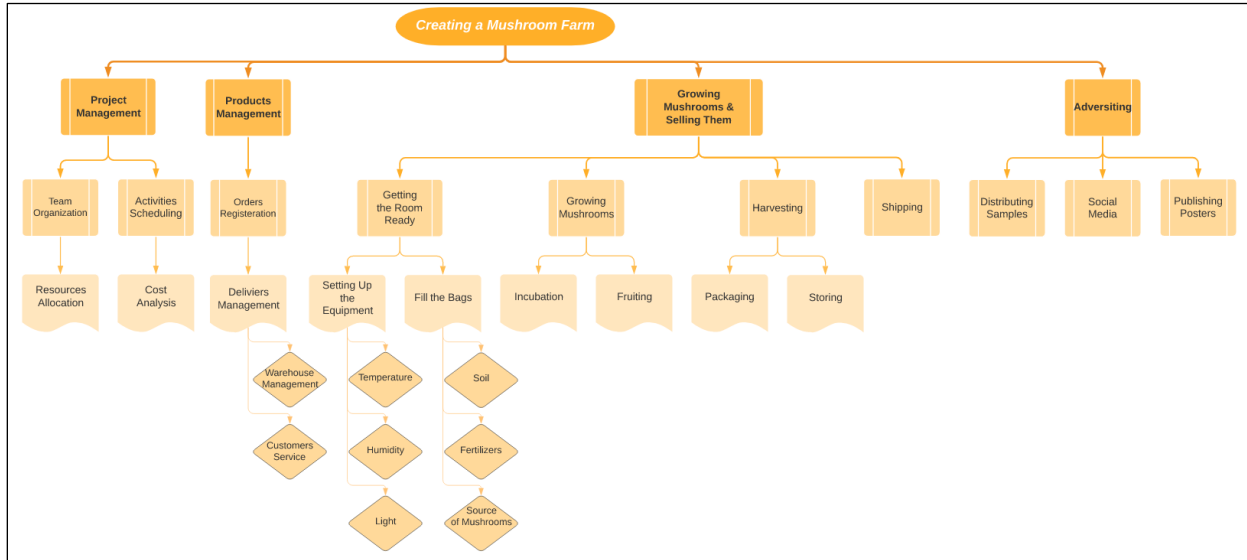 Creating a Mushroom Farm
Project
Management
Products
Management
Growing
Mushrooms &
Selling Them
Adversiting
Team
Organization
Activities
Scheduling
Orders
Registeration
Getting
the Room
Ready
Growing
Mushrooms
Harvesting
Shipping
Distributing
Samples
Social
Media
Publishing
Posters
Resources
Allocation
Cost
Analysis
Deliviers
Management
Setting Up
the
Equipment
Fill the Bags
Incubation
Fruiting
Packaging
Storing
Warehouse
Management
Temperature
Soil
Customers
Service
Humidity
Fertilizers
Light
Source
of Mushrooms